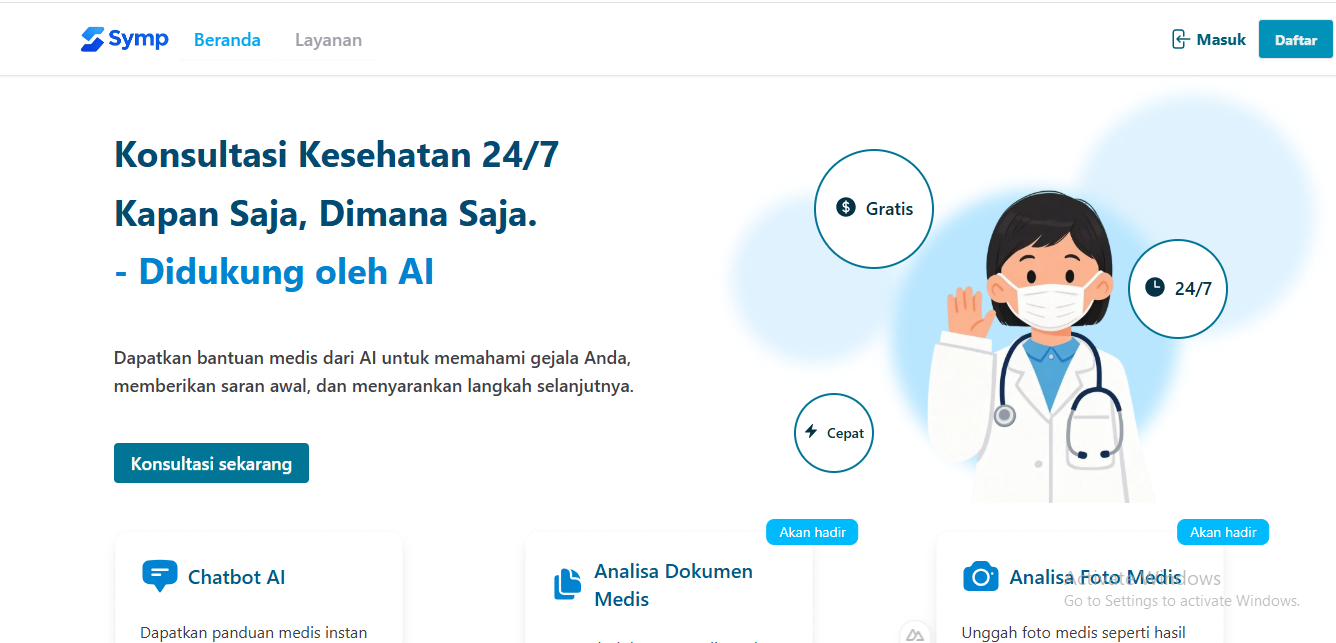 Symp
Beranda
Layanan
Masuk
Daftar
Konsultasi Kesehatan 24/7
Kapan Saja, Dimana Saja.
- Didukung oleh AI
Dapatkan bantuan medis dari AI untuk memahami gejala Anda,
memberikan saran awal, dan menyarankan langkah selanjutnya.
Konsultasi sekarang
Gratis
24/7
Cepat
Chatbot AI
Dapatkan panduan medis instan
Akan hadir
Analisa Dokumen
Medis
Akan hadir
Analisa Foto Medis
Unggah foto medis seperti hasil
Activate Windows
Go to Settings to activate Windows.